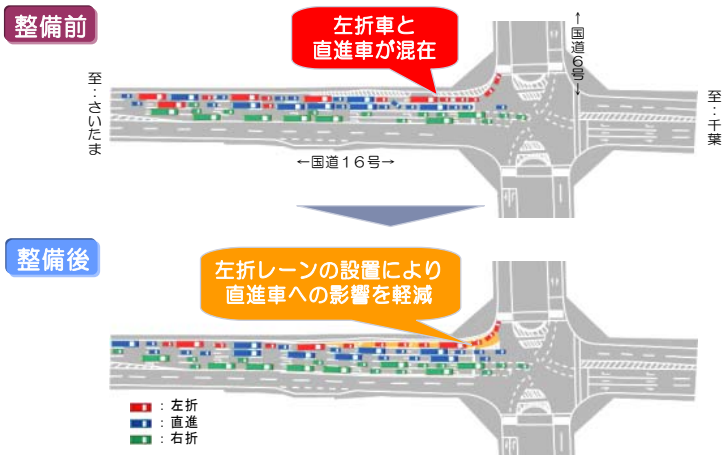 整備前
左折車と
直進車が混在
↑国道6号↓
至：さいたま
至：千葉
←国道１６号→
整備後
左折レーンの設置により
直進車への影響を軽減
：左折
：直進
：右折